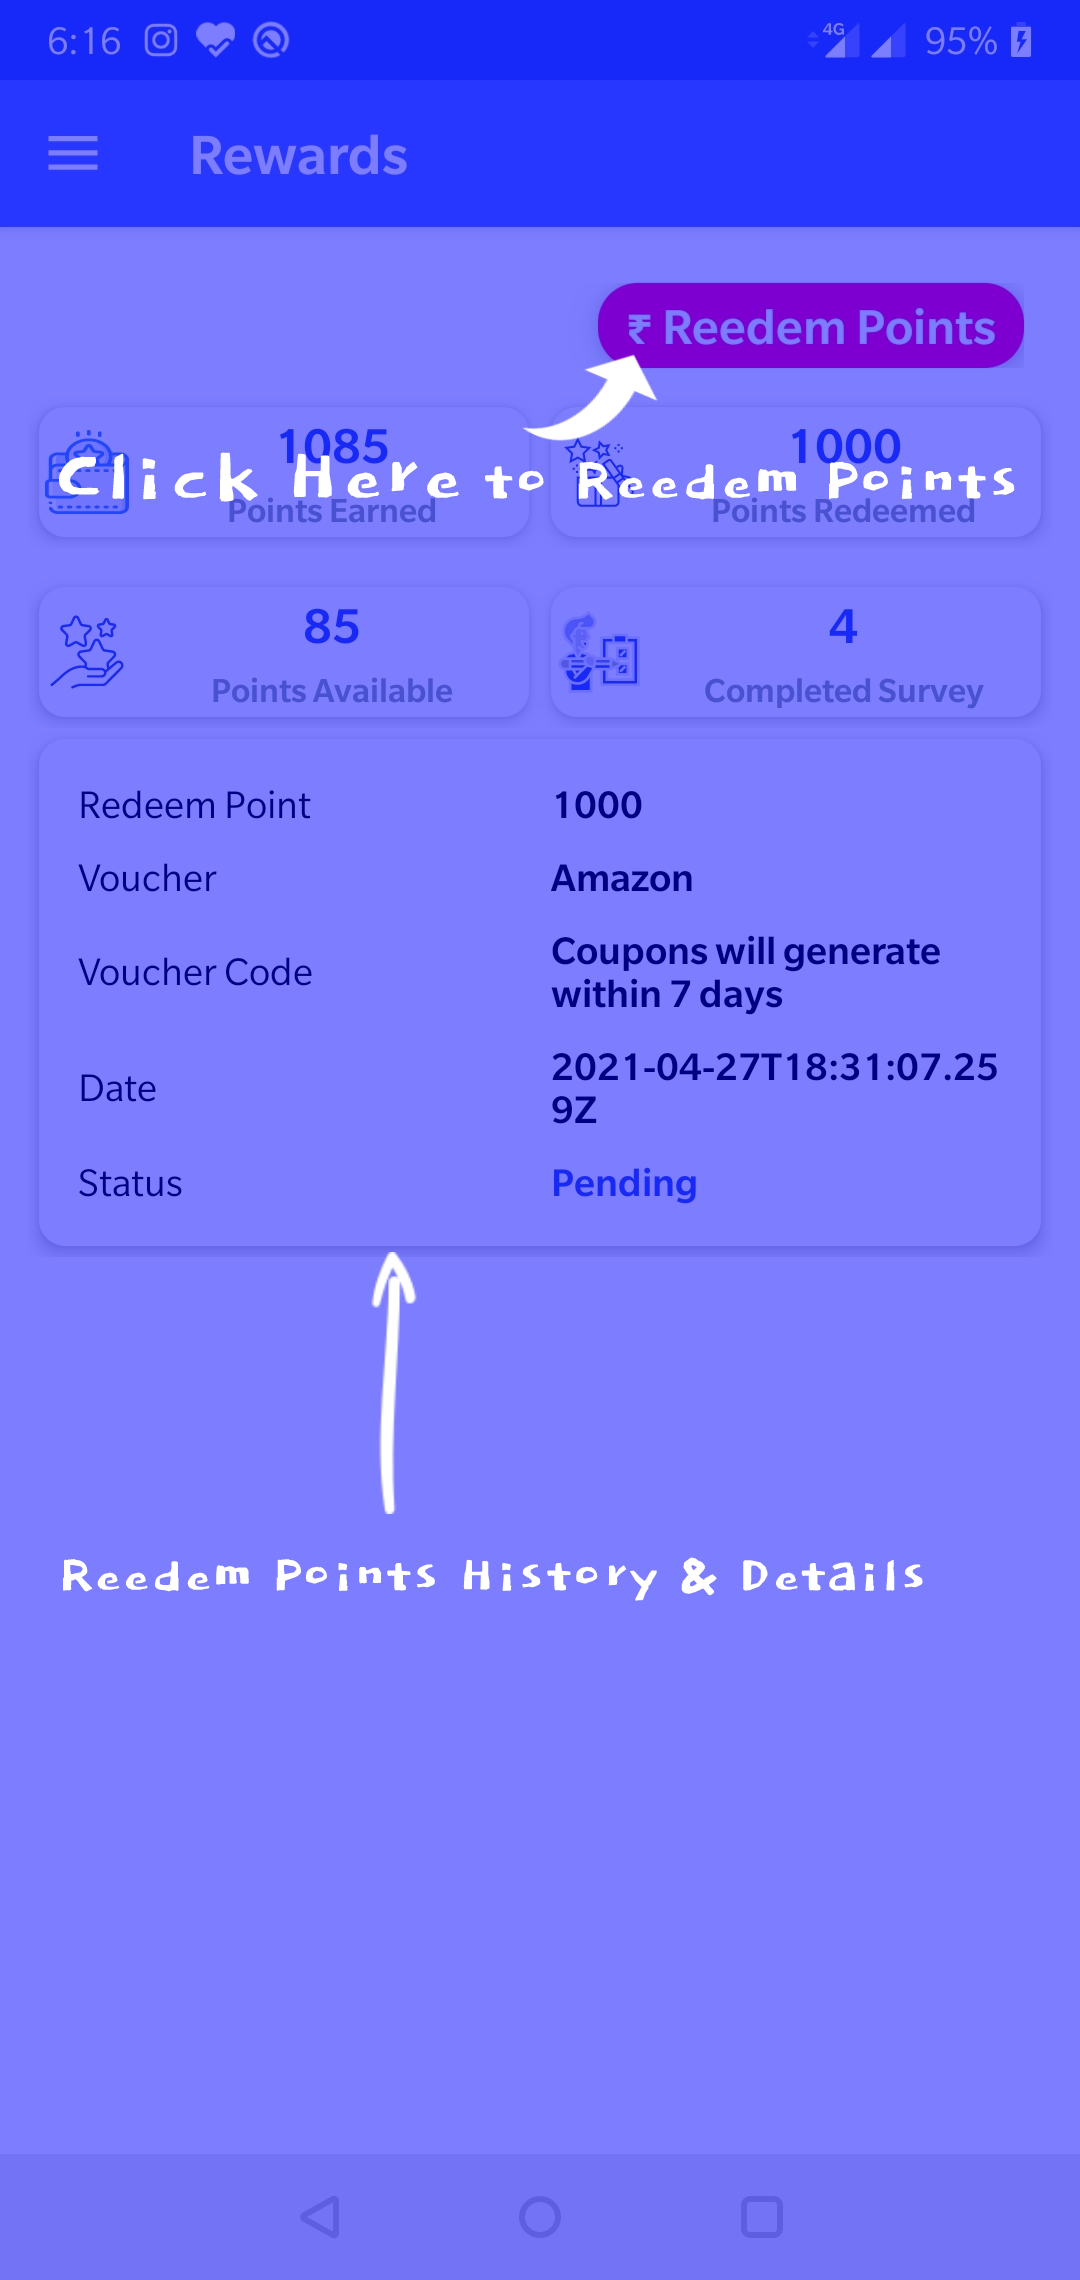 6:16
4G
95%
Rewards
₹ Reedem Points
1085
1000
Click Here to Reedem Points
Points Earned
Points Redeemed
85
4
Points Available
Completed Survey
Redeem Point
1000
Voucher
Amazon
Voucher Code
Coupons will generate
within 7 days
Date
2021-04-27T18:31:07.25
9Z
Status
Pending
Reedem Points History & Details